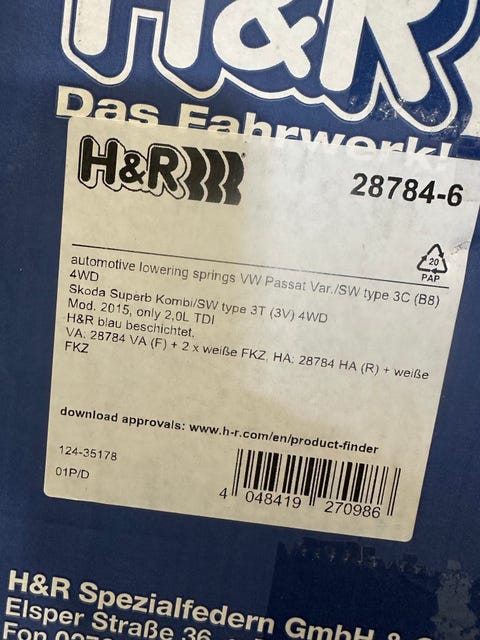 H&R
Das Fahrwerk!
H&R
28784-6
20
PAP
automotive lowering springs VW Passat Var./SW type 3C (B8)
4WD
Skoda Superb Kombi/SW type 3T (3V) 4WD
Mod. 2015, only 2,0L TDI
H&R blau beschichtet,
VA: 28784 VA (F) + 2 x weiße FKZ, HA: 28784 HA (R) + weiße
FKZ
download approvals: www.h-r.com/en/product-finder
124-35178
01P/D
4 048419 270986
H&R Spezialfedern GmbH &
Elsper Straße 36
Fon